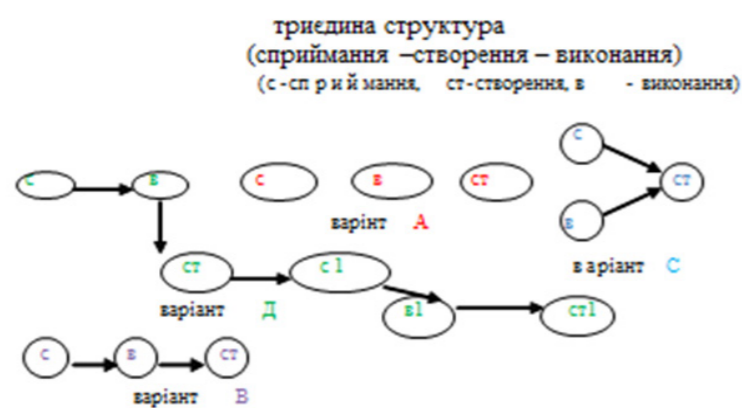 триєдина структура
(сприймання –створення – виконання)
(с -сп р и й мання, ст-створення, в - виконання)
с
с в с в ст ст
в
варінт А
варіант С
ст с 1
варіант Д в1 ст1
с в ст
варіант В